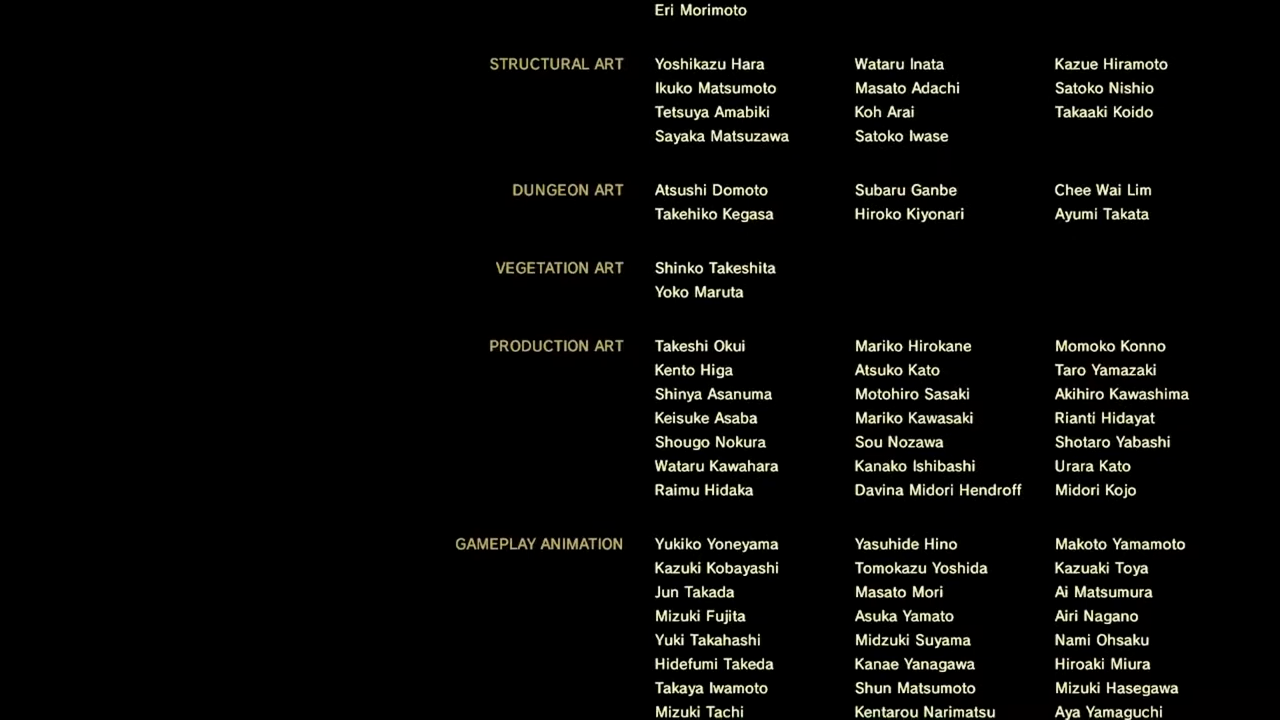 Eri Morimoto
STRUCTURAL ART Yoshikazu Hara Wataru Inata Kazue Hiramoto
Ikuko Matsumoto Masato Adachi Satoko Nishio
Tetsuya Amabiki Koh Arai Takaaki Koido
Sayaka Matsuzawa Satoko Iwase
DUNGEON ART Atsushi Domoto Subaru Ganbe Chee Wai Lim
Takehiko Kegasa Hiroko Kiyonari Ayumi Takata
VEGETATION ART Shinko Takeshita
Yoko Maruta
PRODUCTION ART Takeshi Okui Mariko Hirokane Momoko Konno
Kento Higa Atsuko Kato Taro Yamazaki
Shinya Asanuma Motohiro Sasaki Akihiro Kawashima
Keisuke Asaba Mariko Kawasaki Rianti Hidayat
Shougo Nokura Sou Nozawa Shotaro Yabashi
Wataru Kawahara Kanako Ishibashi Urara Kato
Raimu Hidaka Davina Midori Hendroff Midori Kojo
GAMEPLAY ANIMATION Yukiko Yoneyama Yasuhide Hino Makoto Yamamoto
Kazuki Kobayashi Tomokazu Yoshida Kazuaki Toya
Jun Takada Masato Mori Ai Matsumura
Mizuki Fujita Asuka Yamato Airi Nagano
Yuki Takahashi Midzuki Suyama Nami Ohsaku
Hidefumi Takeda Kanae Yanagawa Hiroaki Miura
Takaya Iwamoto Shun Matsumoto Mizuki Hasegawa
Mizuki Tachi Kentarou Narimatsu Aya Yamaguchi